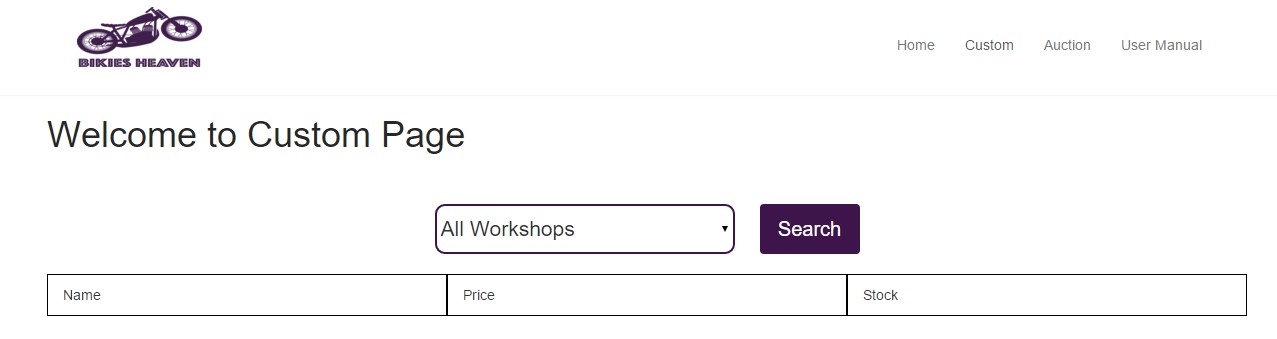 BIKIES HEAVEN
Home Custom Auction User Manual
Welcome to Custom Page
All Workshops Search
Name Price Stock